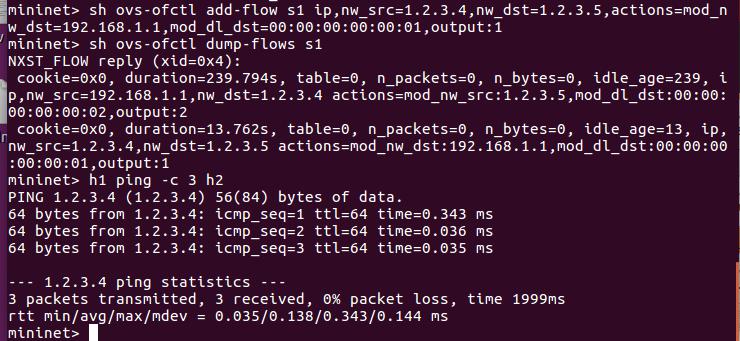 mininet> sh ovs-ofctl add-flow s1 ip,nw_src=1.2.3.4,nw_dst=1.2.3.5,actions=mod_n
w_dst=192.168.1.1,mod_dl_dst=00:00:00:00:00:01,output:1
mininet> sh ovs-ofctl dump-flows s1
NXST_FLOW reply (xid=0x4):
 cookie=0x0, duration=239.794s, table=0, n_packets=0, n_bytes=0, idle_age=239, i
p,nw_src=192.168.1.1,nw_dst=1.2.3.4 actions=mod_nw_src:1.2.3.5,mod_dl_dst:00:00:
00:00:00:02,output:2
 cookie=0x0, duration=13.762s, table=0, n_packets=0, n_bytes=0, idle_age=13, ip,
nw_src=1.2.3.4,nw_dst=1.2.3.5 actions=mod_nw_dst:192.168.1.1,mod_dl_dst:00:00:00
:00:00:01,output:1
mininet> h1 ping -c 3 h2
PING 1.2.3.4 (1.2.3.4) 56(84) bytes of data.
64 bytes from 1.2.3.4: icmp_seq=1 ttl=64 time=0.343 ms
64 bytes from 1.2.3.4: icmp_seq=2 ttl=64 time=0.036 ms
64 bytes from 1.2.3.4: icmp_seq=3 ttl=64 time=0.035 ms

--- 1.2.3.4 ping statistics ---
3 packets transmitted, 3 received, 0% packet loss, time 1999ms
rtt min/avg/max/mdev = 0.035/0.138/0.343/0.144 ms
mininet>